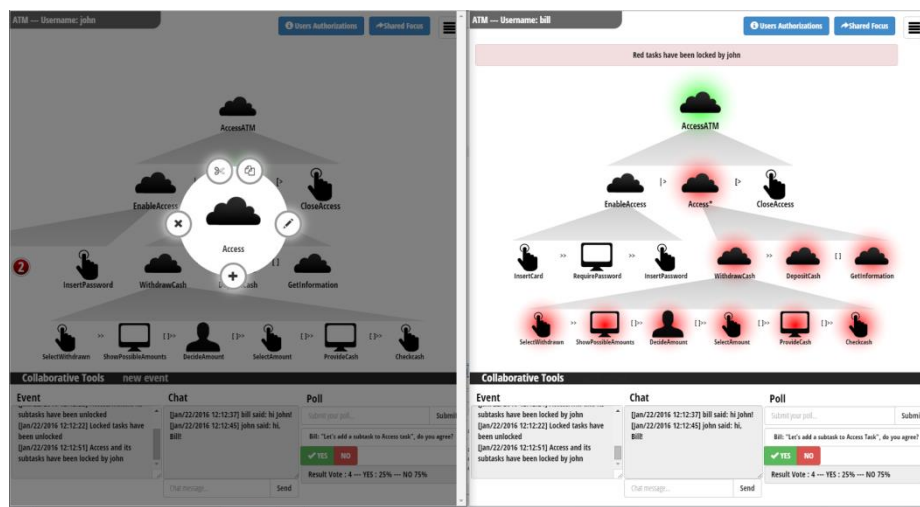 ATM --- Username: john
Users Authorizations
Shared Focus
AccessATM
EnableAccess
[>
CloseAccess
Access
2
InsertPassword
WithdrawCash
[]
GetInformation
SelectWithdrawn
>>
ShowPossibleAmounts
[]>>
DecideAmount
[]>>
SelectAmount
[]>>
ProvideCash
[]>>
Checkcash
Collaborative Tools
new event
Event
subtasks have been unlocked
[Jan/22/2016 12:12:22] Locked tasks have
been unlocked
[Jan/22/2016 12:12:51] Access and its
subtasks have been locked by john
Chat
[Jan/22/2016 12:12:37] bill said: hi John!
[Jan/22/2016 12:12:45] john said: hi,
Bill!
Chat message...
Send
Poll
Submit your poll...
Submit
Bill: "Let's add a subtask to Access task", do you agree?
YES
NO
Result Vote : 4 --- YES : 25% --- NO 75%
ATM --- Username: bill
Users Authorizations
Shared Focus
Red tasks have been locked by john
AccessATM
EnableAccess
|>
Access*
[>
CloseAccess
InsertCard
>>
RequirePassword
>>
InsertPassword
WithdrawCash
>>
DepositCash
[]
GetInformation
SelectWithdrawn
>>
ShowPossibleAmounts
[]>>
DecideAmount
[]>>
SelectAmount
[]>>
ProvideCash
[]>>
Checkcash
Collaborative Tools
Event
subtasks have been locked by john
[Jan/22/2016 12:12:22] Locked tasks have
been unlocked
[Jan/22/2016 12:12:51] Access and its
subtasks have been locked by john
Chat
[Jan/22/2016 12:12:37] bill said: hi John!
[Jan/22/2016 12:12:45] john said: hi,
Bill!
Chat message...
Send
Poll
Submit your poll...
Submit
Bill: "Let's add a subtask to Access Task", do you agree?
YES
NO
Result Vote : 4 --- YES : 25% --- NO 75%